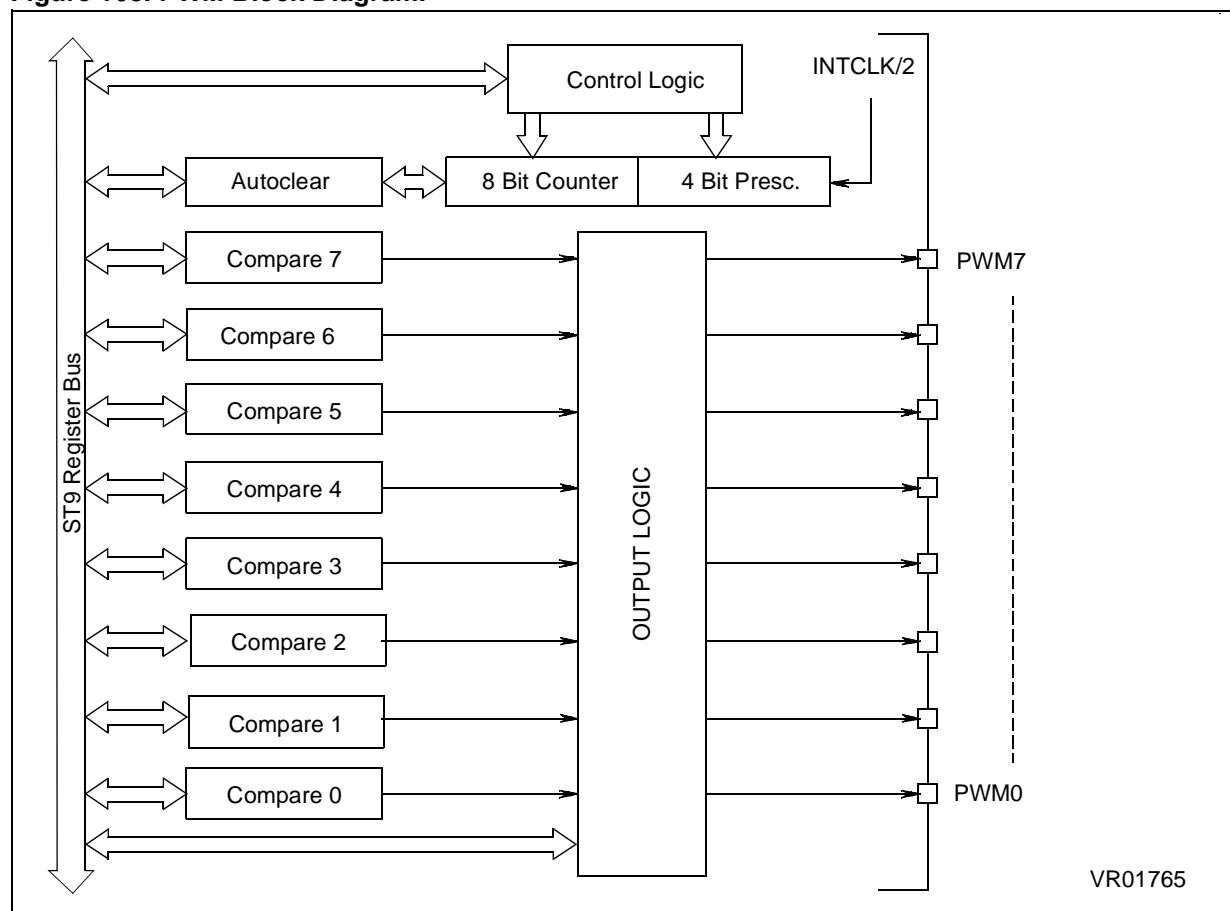 Control Logic
INTCLK/2
Autoclear
8 Bit Counter
4 Bit Presc.
Compare 7
PWM7
Compare 6
Compare 5
ST9 Register Bus
Compare 4
OUTPUT LOGIC
Compare 3
Compare 2
Compare 1
Compare 0
PWM0
VR01765